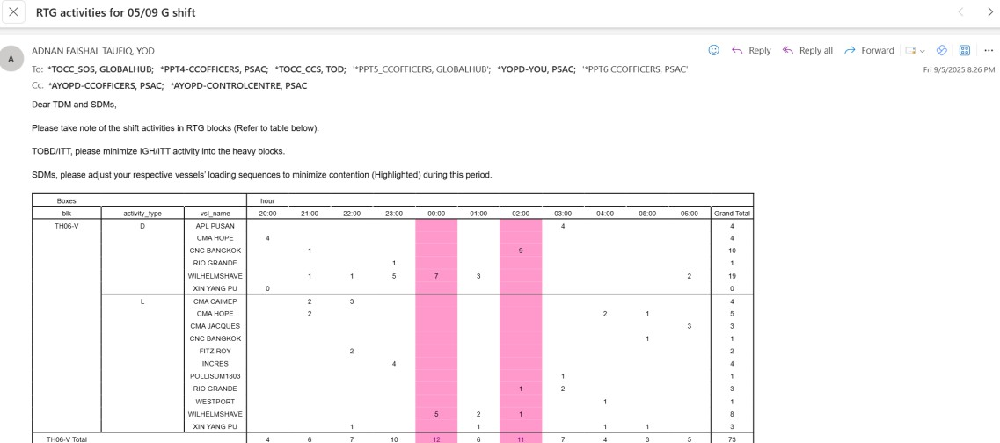 RTG activities for 05/09 G shift
A
ADNAN FAISHAL TAUFIQ, YOD
Reply Reply all Forward
To: *TOCC_SOS, GLOBALHUB; *PPT4-CCOFFICERS, PSAC; *TOCC_CCS, TOD; '*PPT5_CCOFFICERS, GLOBALHUB'; *YOPD-YOU, PSAC; '*PPT6 CCOFFICERS, PSAC'
Fri 9/5/2025 8:26 PM
Cc: *AYOPD-CCOFFICERS, PSAC; *AYOPD-CONTROLCENTRE, PSAC
Dear TDM and SDMs,
Please take note of the shift activities in RTG blocks (Refer to table below).
TOBD/ITT, please minimize IGH/ITT activity into the heavy blocks.
SDMs, please adjust your respective vessels' loading sequences to minimize contention (Highlighted) during this period.
Boxes hour
blk activity_type vsl_name 20:00 21:00 22:00 23:00 00:00 01:00 02:00 03:00 04:00 05:00 06:00 Grand Total
TH06-V D APL PUSAN 4 4
CMA HOPE 4 4
CNC BANGKOK 1 9 10
RIO GRANDE 1 1
WILHELMSHAVE 1 1 5 7 3 2 19
XIN YANG PU 0 0
L CMA CAIMEP 2 3 4
CMA HOPE 2 2 1 5
CMA JACQUES 3 3
CNC BANGKOK 1 1
FITZ ROY 2 2
INCRES 4 4
POLLISUM1803 1 1
RIO GRANDE 1 2 3
WESTPORT 1 1
WILHELMSHAVE 5 2 1 8
XIN YANG PU 1 1 1 1 3
TH06-V Total 4 6 7 10 12 6 11 7 4 3 5 73